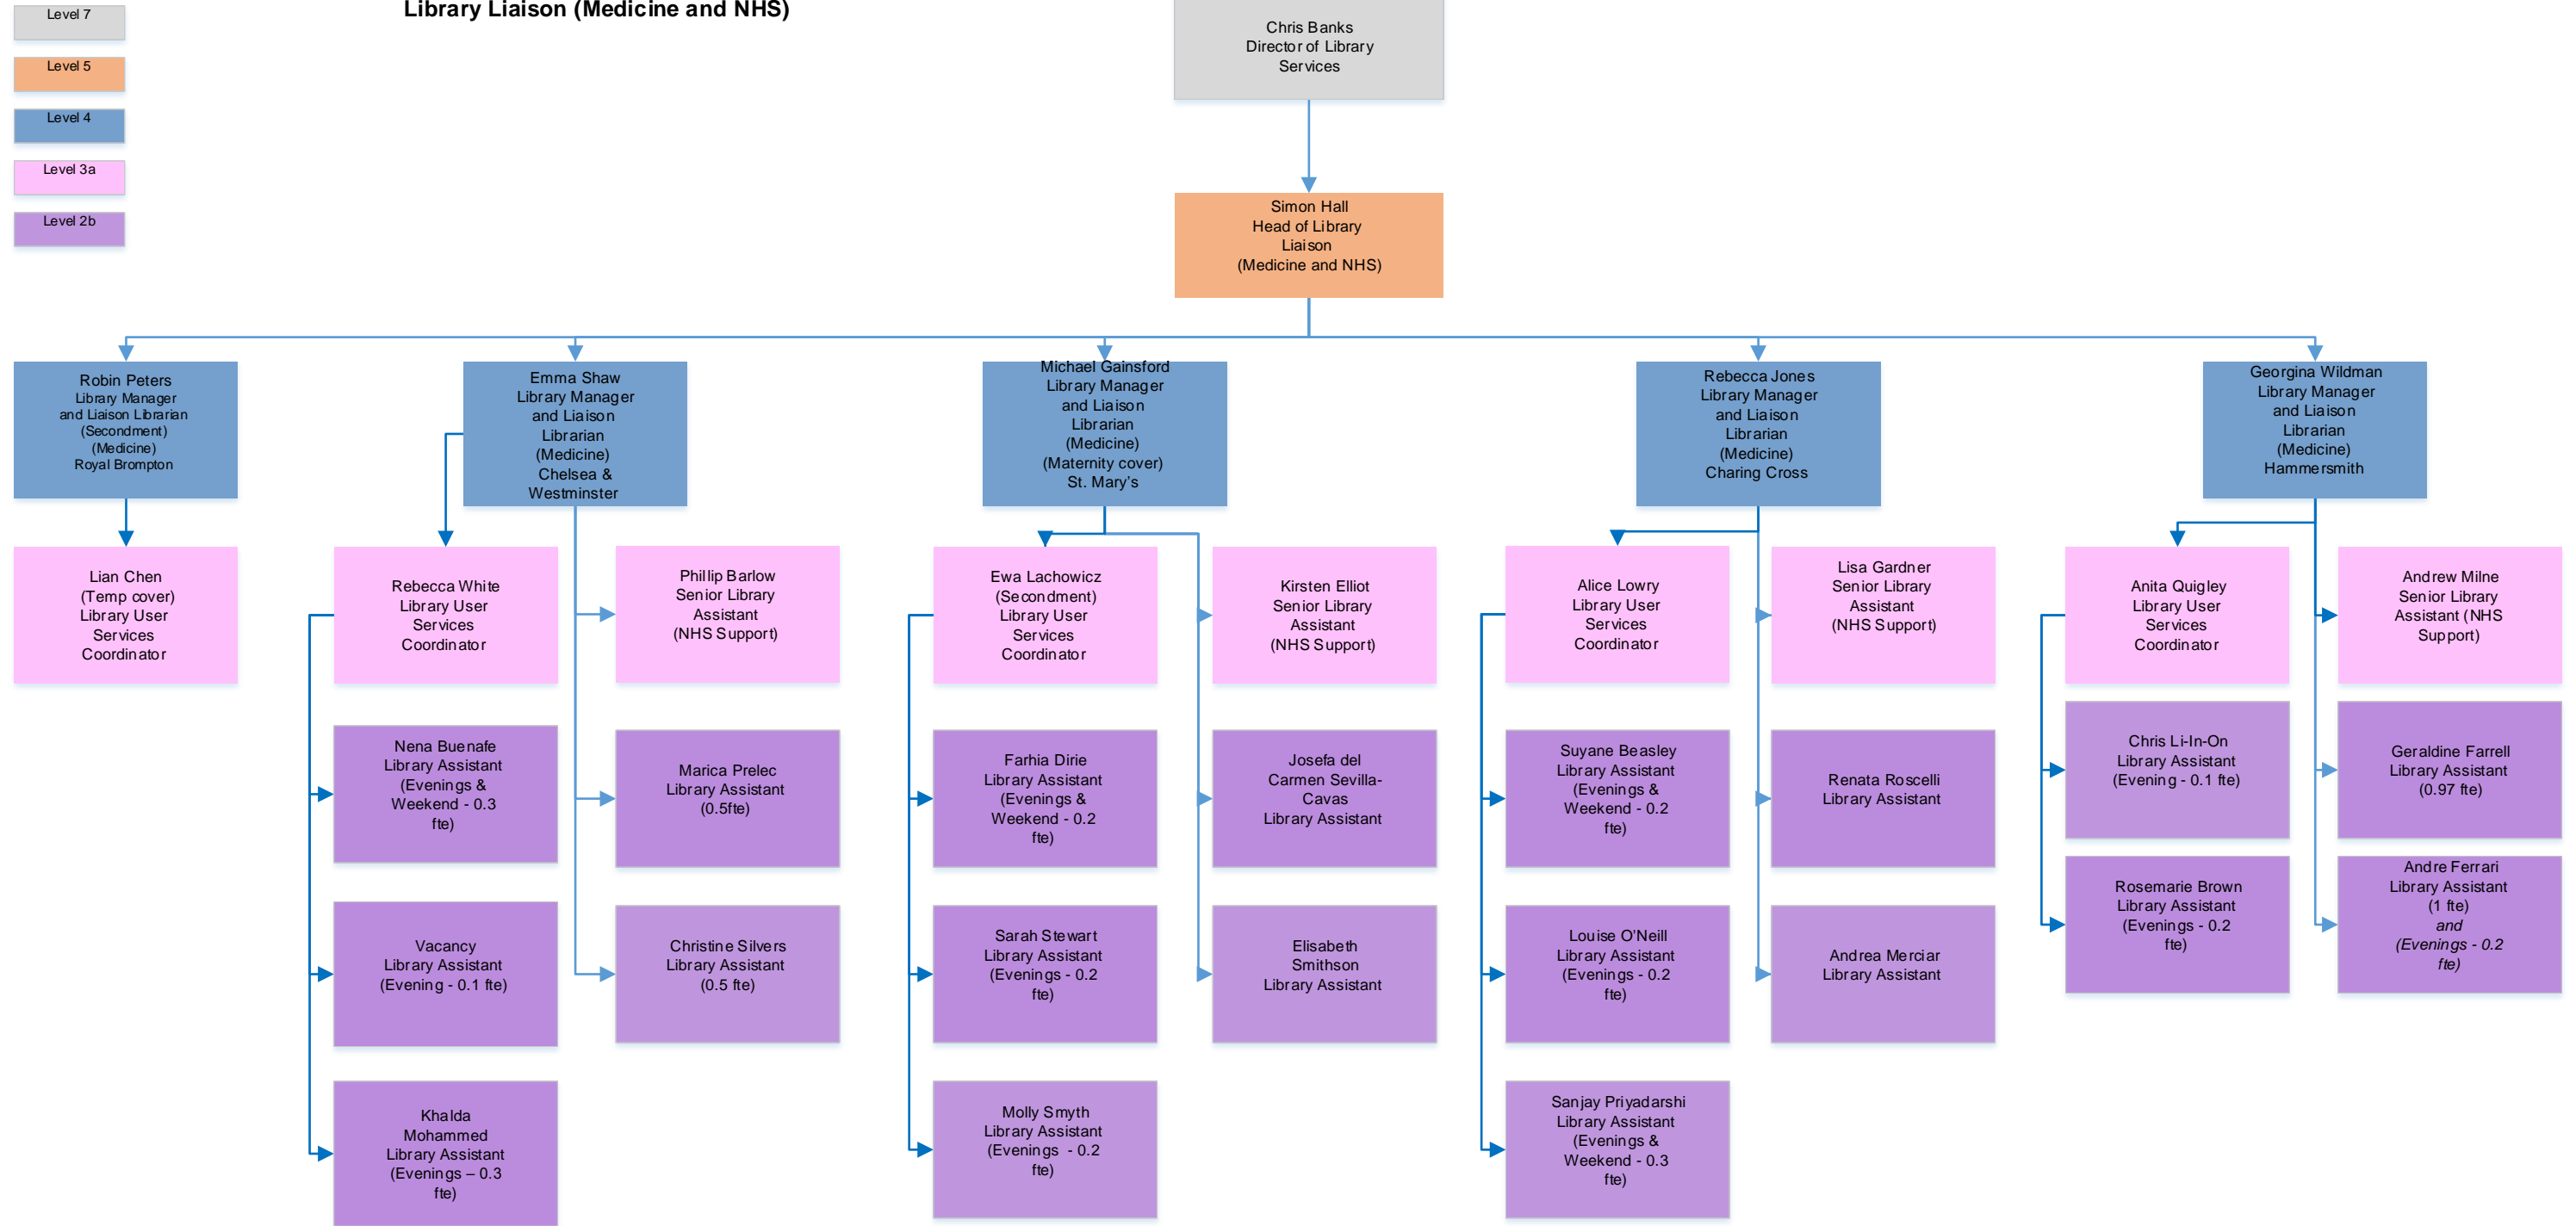 Library Liaison (Medicine and NHS)
Level 7
Level 5
Level 4
Level 3a
Level 2b
Chris Banks
Director of Library
Services
Simon Hall
Head of Library
Liaison
(Medicine and NHS)
Robin Peters
Library Manager
and Liaison Librarian
(Secondment)
(Medicine)
Royal Brompton
Emma Shaw
Library Manager
and Liaison
Librarian
(Medicine)
Chelsea &
Westminster
Michael Gainsford
Library Manager
and Liaison
Librarian
(Medicine)
(Maternity cover)
St. Mary's
Rebecca Jones
Library Manager
and Liaison
Librarian
(Medicine)
Charing Cross
Georgina Wildman
Library Manager
and Liaison
Librarian
(Medicine)
Hammersmith
Lian Chen
(Temp cover)
Library User
Services
Coordinator
Rebecca White
Library User
Services
Coordinator
Phillip Barlow
Senior Library
Assistant
(NHS Support)
Ewa Lachowicz
(Secondment)
Library User
Services
Coordinator
Kirsten Elliot
Senior Library
Assistant
(NHS Support)
Alice Lowry
Library User
Services
Coordinator
Lisa Gardner
Senior Library
Assistant
(NHS Support)
Anita Quigley
Library User
Services
Coordinator
Andrew Milne
Senior Library
Assistant (NHS
Support)
Nena Buenafe
Library Assistant
(Evenings &
Weekend - 0.3
fte)
Marica Prelec
Library Assistant
(0.5fte)
Farhia Dirie
Library Assistant
(Evenings &
Weekend - 0.2
fte)
Josefa del
Carmen Sevilla-
Cavas
Library Assistant
Suyane Beasley
Library Assistant
(Evenings &
Weekend - 0.2
fte)
Renata Roscelli
Library Assistant
Chris Li-In-On
Library Assistant
(Evening - 0.1 fte)
Geraldine Farrell
Library Assistant
(0.97 fte)
Vacancy
Library Assistant
(Evening - 0.1 fte)
Christine Silvers
Library Assistant
(0.5 fte)
Sarah Stewart
Library Assistant
(Evenings - 0.2
fte)
Elisabeth
Smithson
Library Assistant
Louise O'Neill
Library Assistant
(Evenings - 0.2
fte)
Andrea Merciar
Library Assistant
Rosemarie Brown
Library Assistant
(Evenings - 0.2
fte)
Andre Ferrari
Library Assistant
(1 fte)
and
(Evenings - 0.2
fte)
Khalda
Mohammed
Library Assistant
(Evenings – 0.3
fte)
Molly Smyth
Library Assistant
(Evenings - 0.2
fte)
Sanjay Priyadarshi
Library Assistant
(Evenings &
Weekend - 0.3
fte)